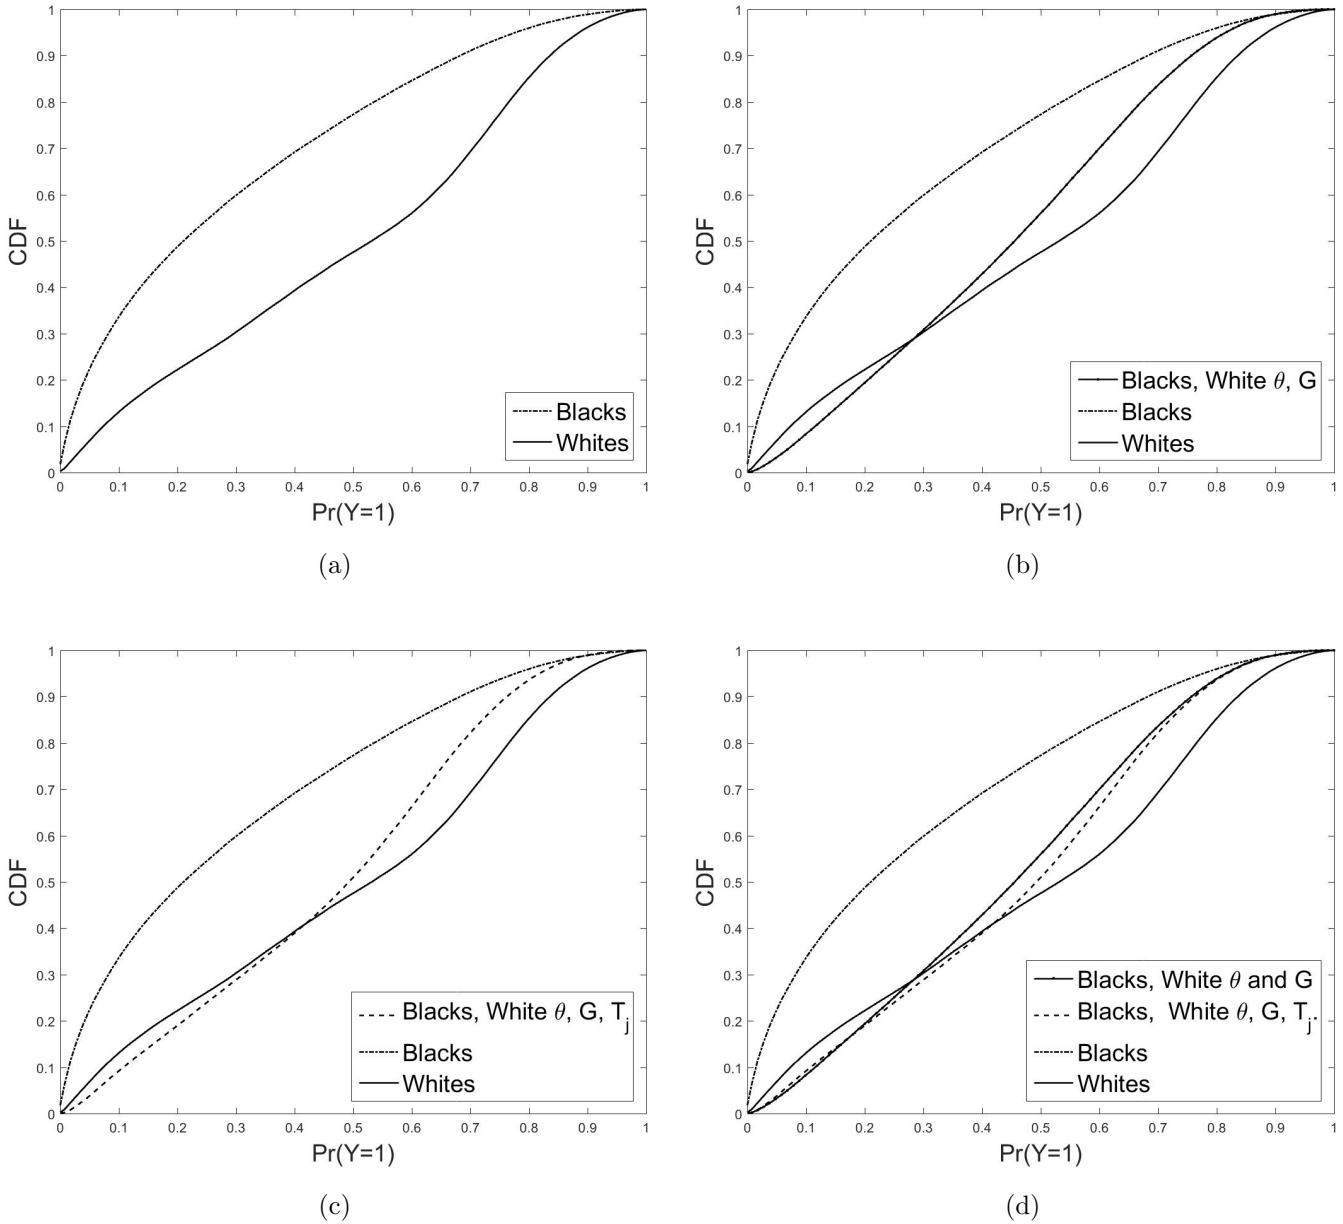 1
0.9
0.8
0.7
0.6
0.5
0.4
0.3
0.2
0.1
0
CDF
Blacks
Whites
0 0.1 0.2 0.3 0.4 0.5 0.6 0.7 0.8 0.9 1
Pr(Y=1)
(a)
1
0.9
0.8
0.7
0.6
0.5
0.4
0.3
0.2
0.1
0
CDF
Blacks, White θ, G
Blacks
Whites
0 0.1 0.2 0.3 0.4 0.5 0.6 0.7 0.8 0.9 1
Pr(Y=1)
(b)
1
0.9
0.8
0.7
0.6
0.5
0.4
0.3
0.2
0.1
0
CDF
Blacks, White θ, G, T_j
Blacks
Whites
0 0.1 0.2 0.3 0.4 0.5 0.6 0.7 0.8 0.9 1
Pr(Y=1)
(c)
1
0.9
0.8
0.7
0.6
0.5
0.4
0.3
0.2
0.1
0
CDF
Blacks, White θ and G
Blacks, White θ, G, T_j.
Blacks
Whites
0 0.1 0.2 0.3 0.4 0.5 0.6 0.7 0.8 0.9 1
Pr(Y=1)
(d)